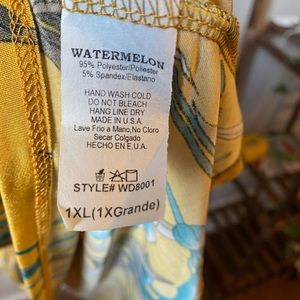 WATERMELON
95% Polyester/Poliester
5% Spandex/Elastano
HAND WASH COLD
DO NOT BLEACH
HANG LINE DRY
MADE IN U.S.A
Lave Frio a Mano,No Cloro
Secar Colgado
HECHO EN E.U.A.
STYLE# WD8001
1XL(1XGrande)